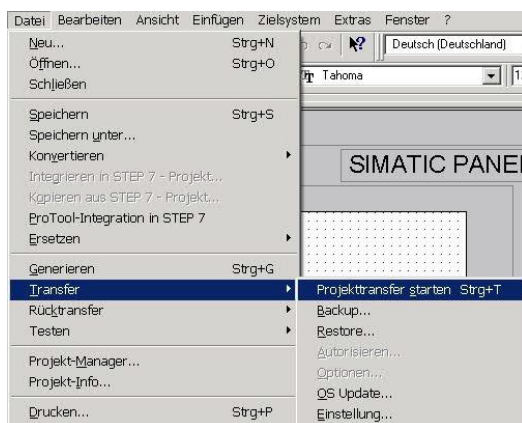 Datei Bearbeiten Ansicht Einfügen Zielsystem Extras Fenster ?
Neu... Strg+N
Deutsch (Deutschland)
Öffnen... Strg+O
Tahoma
Schließen
Speichern Strg+S
Speichern unter...
Konvertieren
SIMATIC PANEL
Integrieren in STEP 7 - Projekt...
Kopieren aus STEP 7 - Projekt...
ProTool-Integration in STEP 7
Ersetzen
Generieren Strg+G
Transfer
Projekttransfer starten Strg+T
Rücktransfer
Backup...
Testen
Restore...
Autorisieren...
Projekt-Manager...
Optionen...
Projekt-Info...
OS Update...
Drucken... Strg+P
Einstellung...